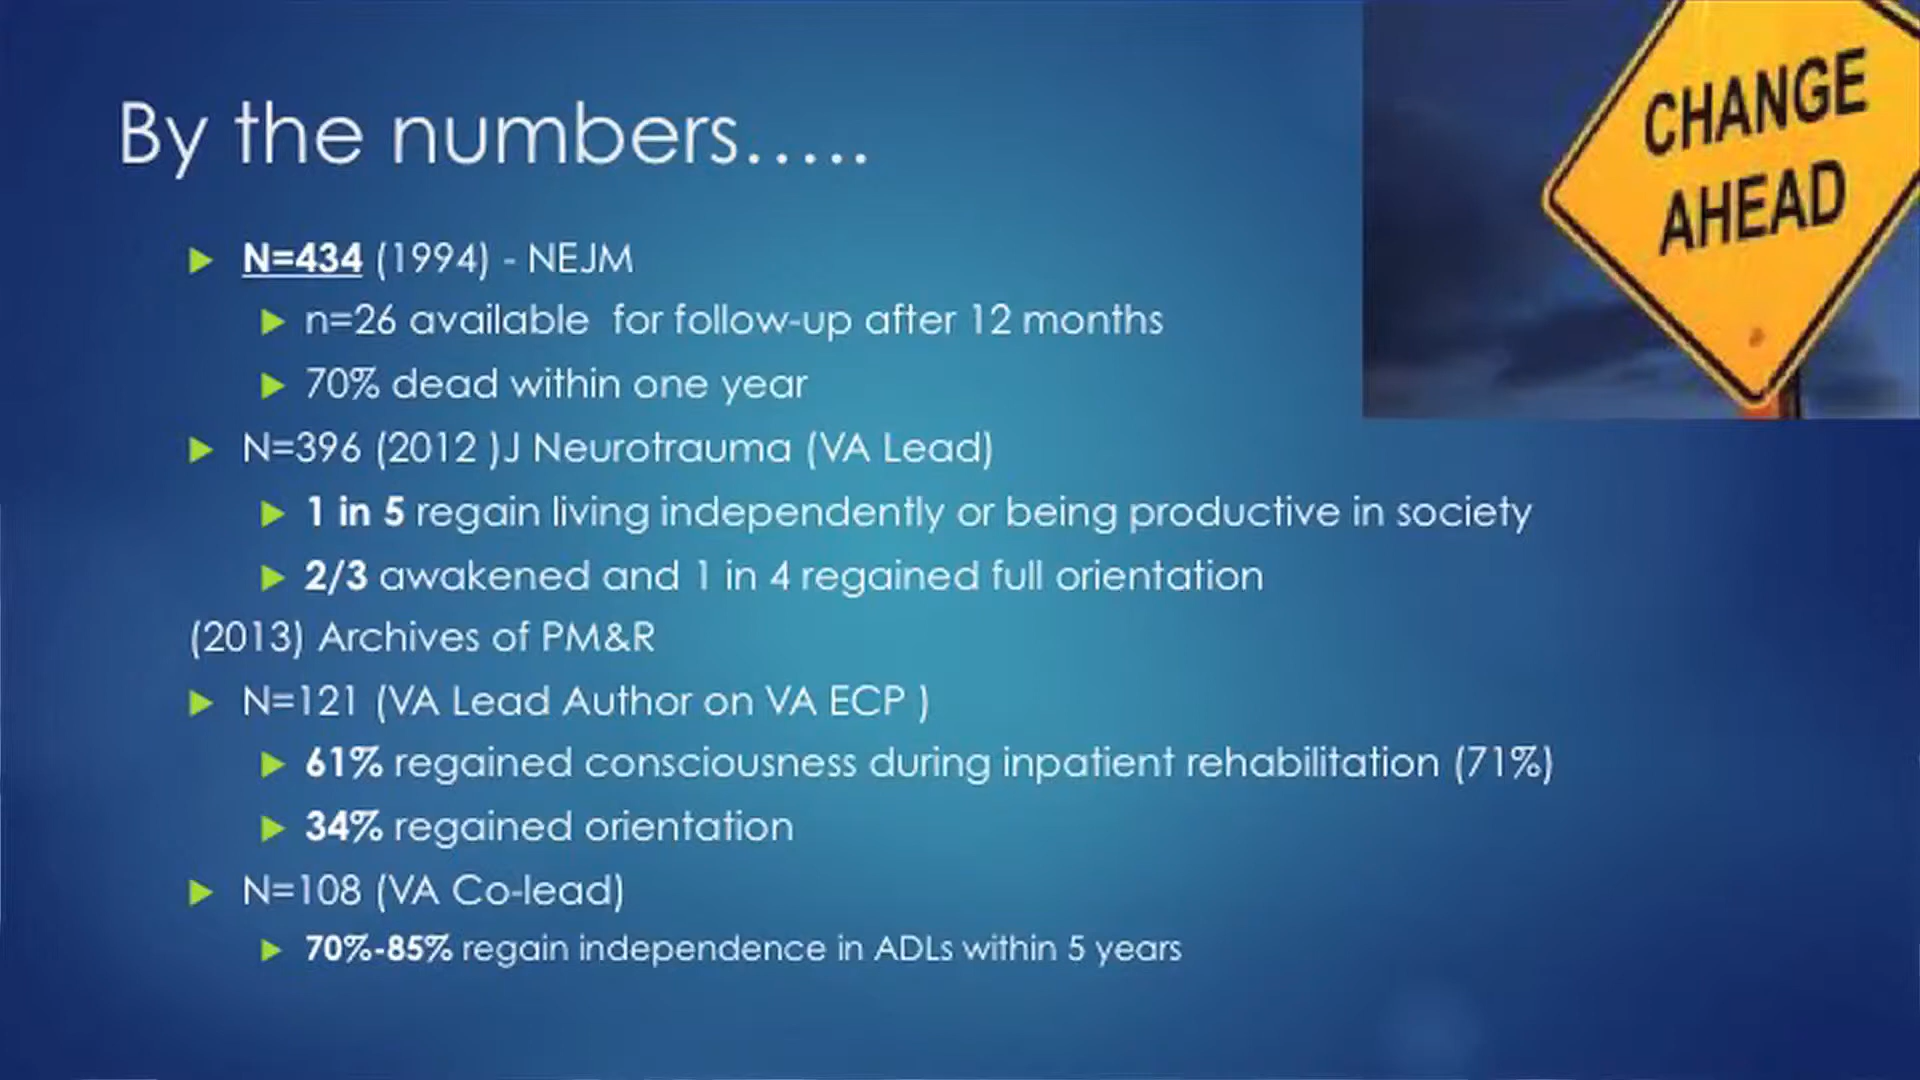 By the numbers.....
CHANGE
AHEAD
N=434 (1994) - NEJM
n=26 available  for follow-up after 12 months
70% dead within one year
N=396 (2012 )J Neurotrauma (VA Lead)
1 in 5 regain living independently or being productive in society
2/3 awakened and 1 in 4 regained full orientation
(2013) Archives of PM&R
N=121 (VA Lead Author on VA ECP )
61% regained consciousness during inpatient rehabilitation (71%)
34% regained orientation
N=108 (VA Co-lead)
70%-85% regain independence in ADLs within 5 years